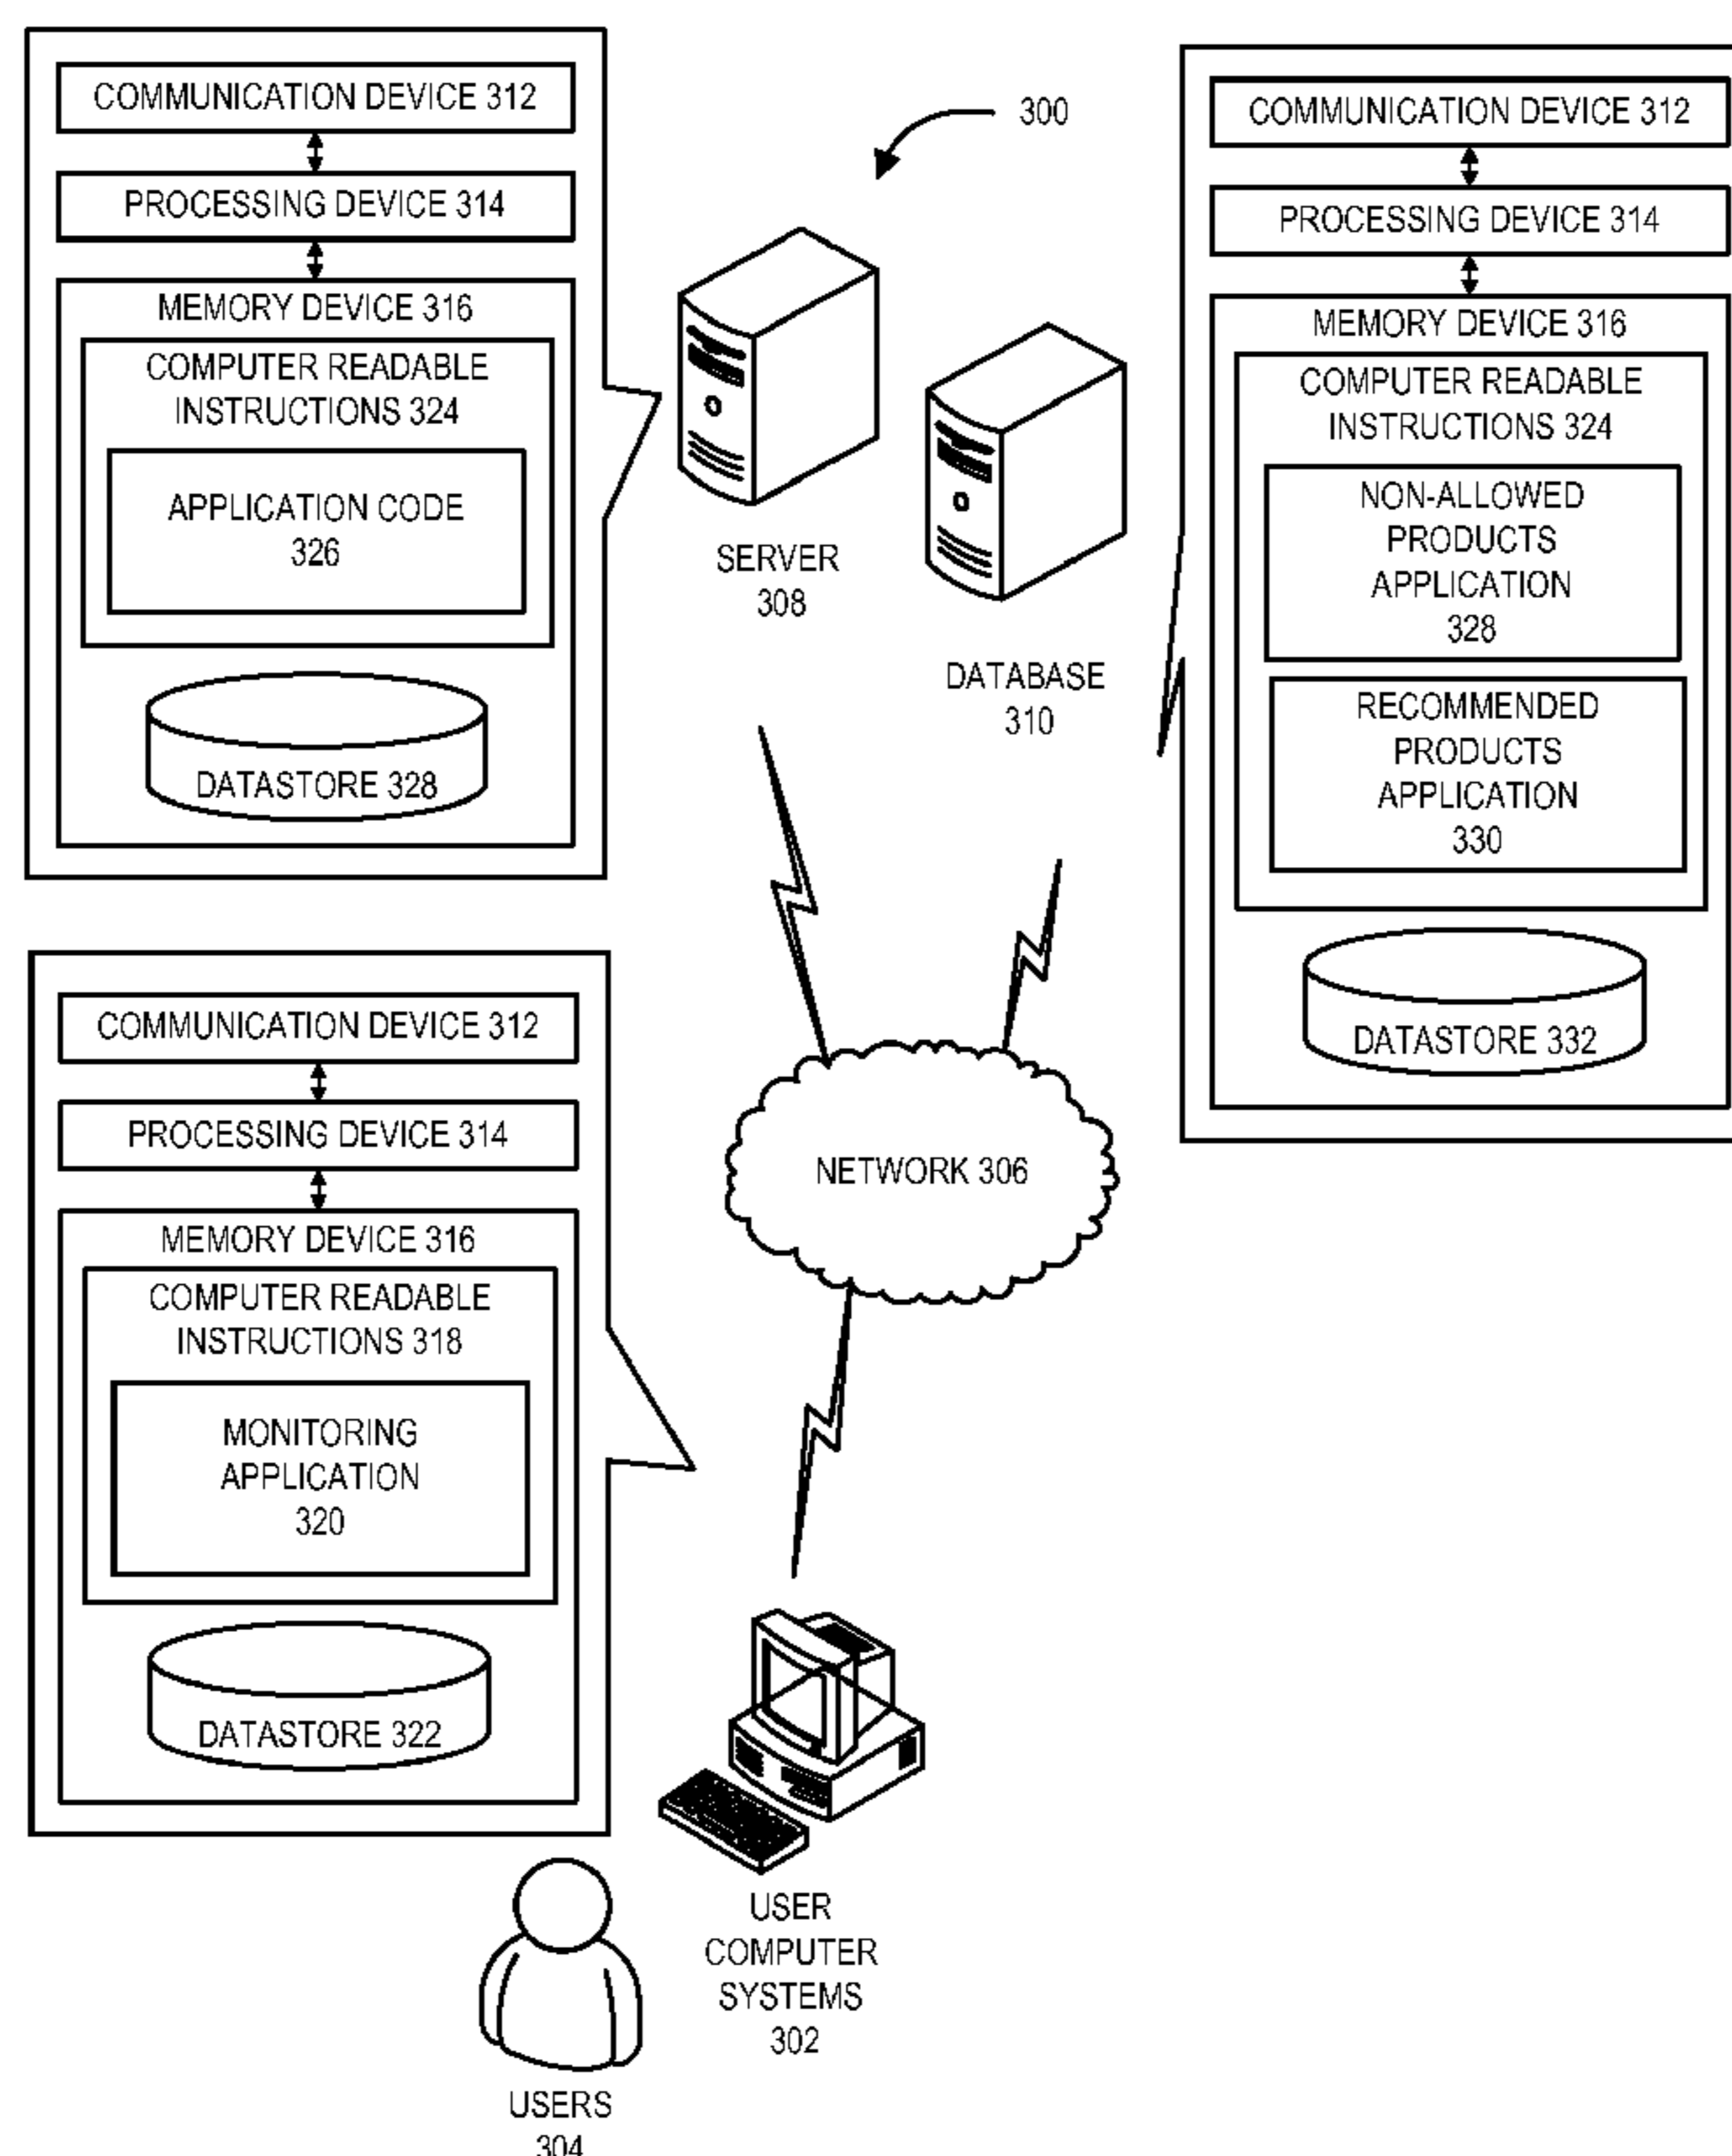 COMMUNICATION DEVICE 312
PROCESSING DEVICE 314
MEMORY DEVICE 316
COMPUTER READABLE
INSTRUCTIONS 324
APPLICATION CODE
326
DATASTORE 328
300
SERVER
308
DATABASE
310
COMMUNICATION DEVICE 312
PROCESSING DEVICE 314
MEMORY DEVICE 316
COMPUTER READABLE
INSTRUCTIONS 324
NON-ALLOWED
PRODUCTS
APPLICATION
328
RECOMMENDED
PRODUCTS
APPLICATION
330
DATASTORE 332
NETWORK 306
COMMUNICATION DEVICE 312
PROCESSING DEVICE 314
MEMORY DEVICE 316
COMPUTER READABLE
INSTRUCTIONS 318
MONITORING
APPLICATION
320
DATASTORE 322
USER
COMPUTER
SYSTEMS
302
USERS
304